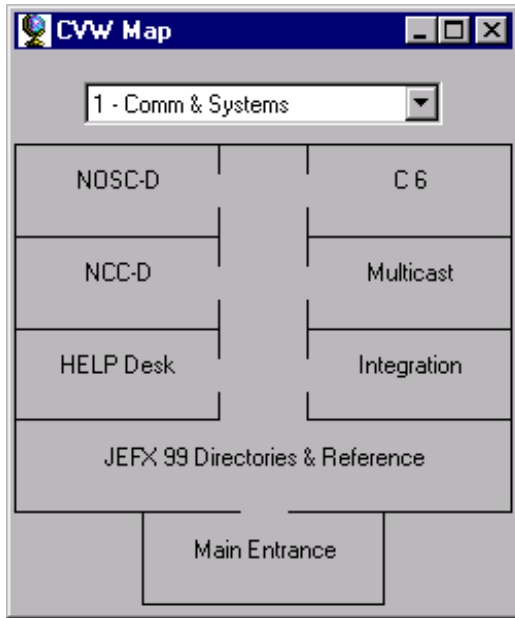 CVW Map
1 - Comm & Systems
NOSC-D
C 6
NCC-D
Multicast
HELP Desk
Integration
JEFX 99 Directories & Reference
Main Entrance